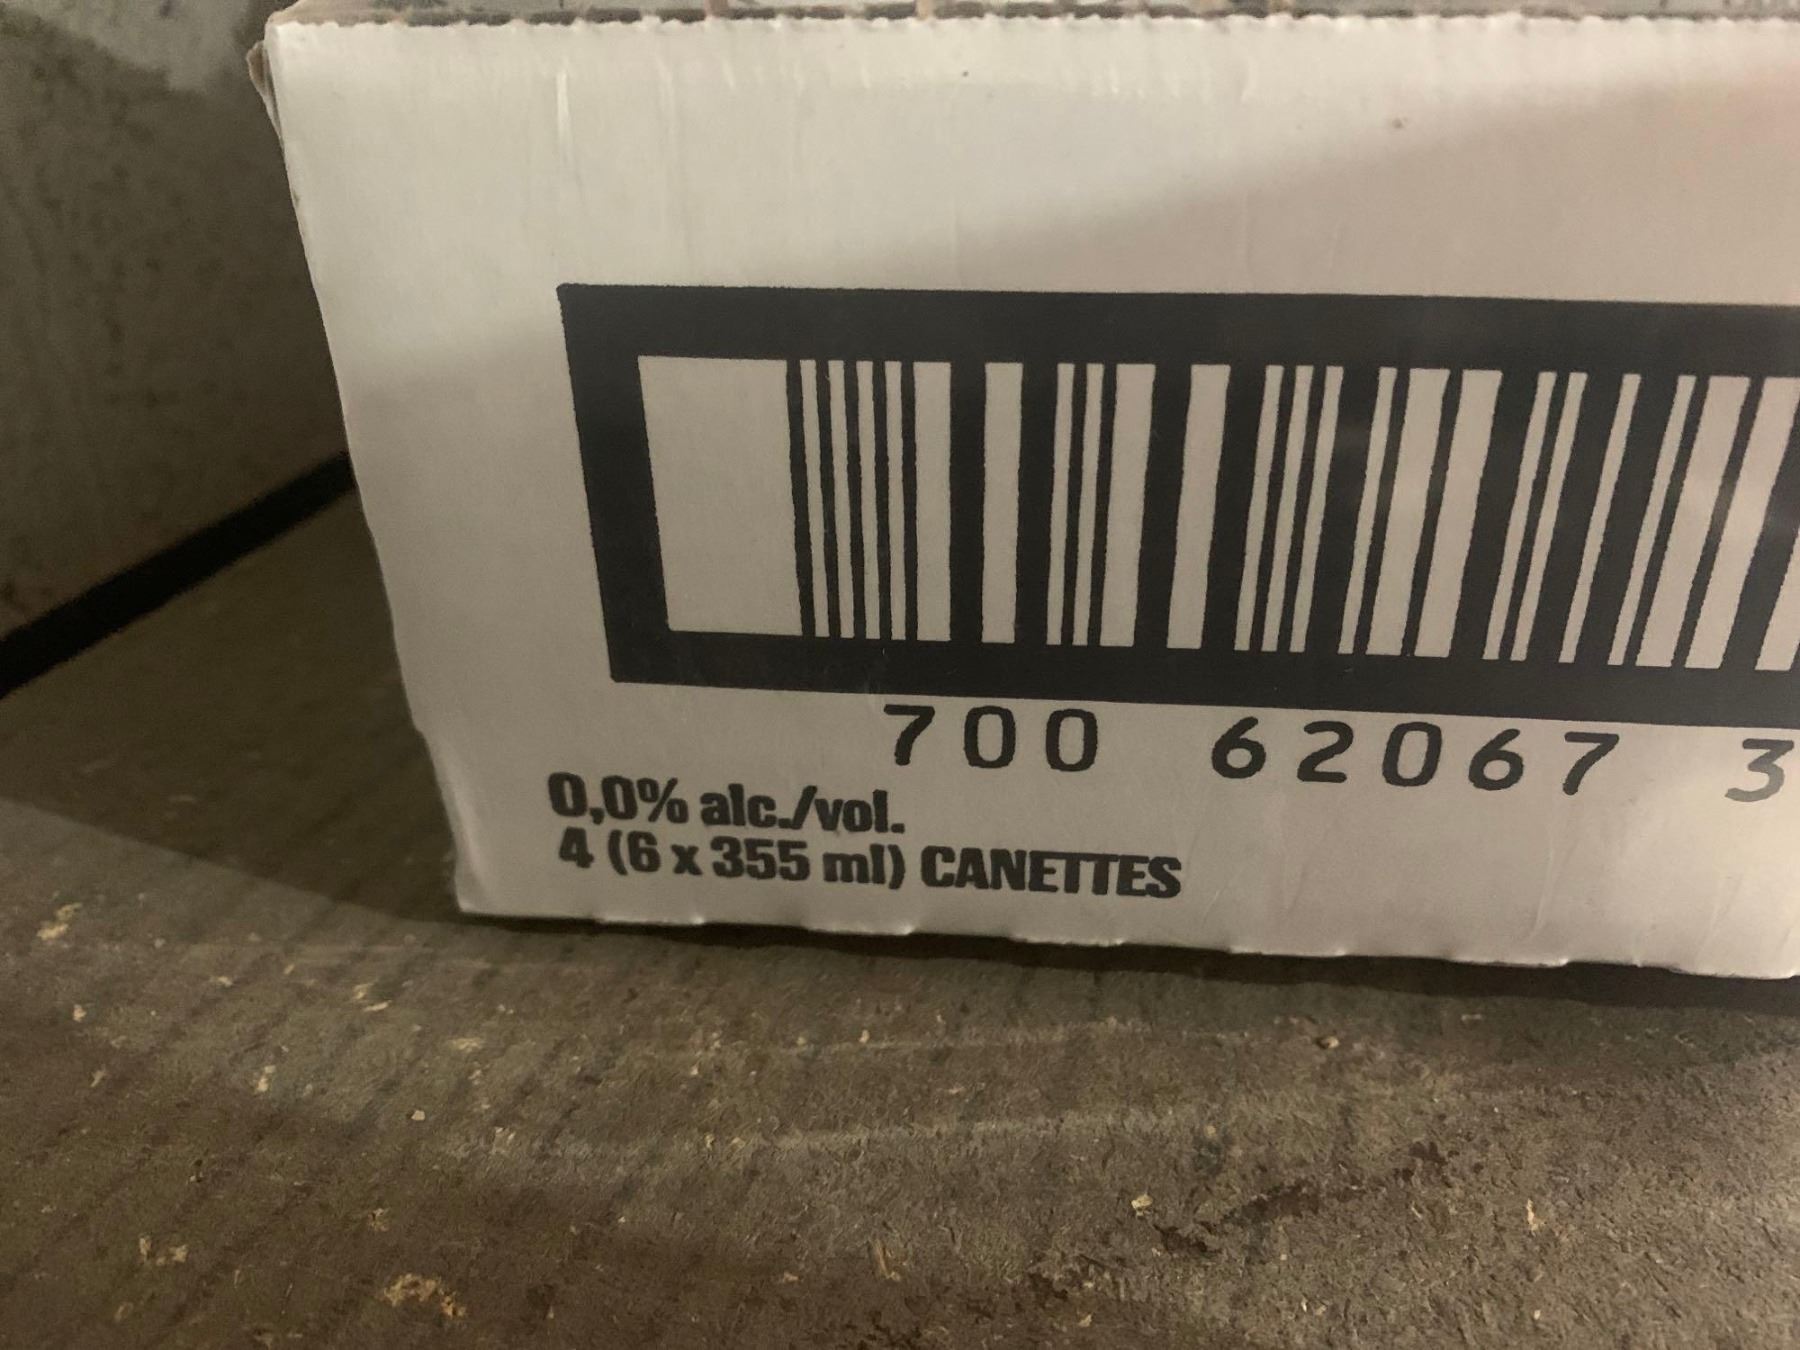 700 62067 3
0,0% alc./vol.
4 (6 x 355 ml) CANETTES